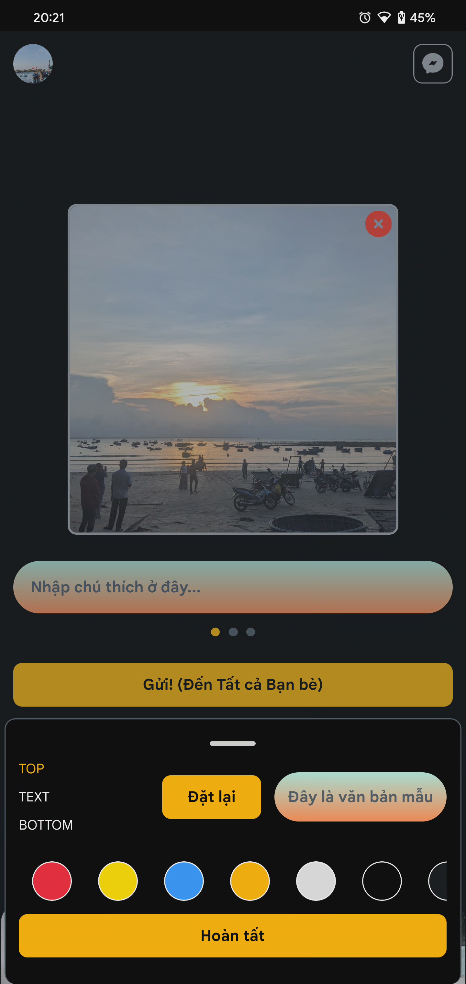 20:21
45%
Nhập chú thích ở đây...
Gửi! (Đến Tất cả Bạn bè)
TOP
TEXT
BOTTOM
Đặt lại
Đây là văn bản mẫu
Hoàn tất